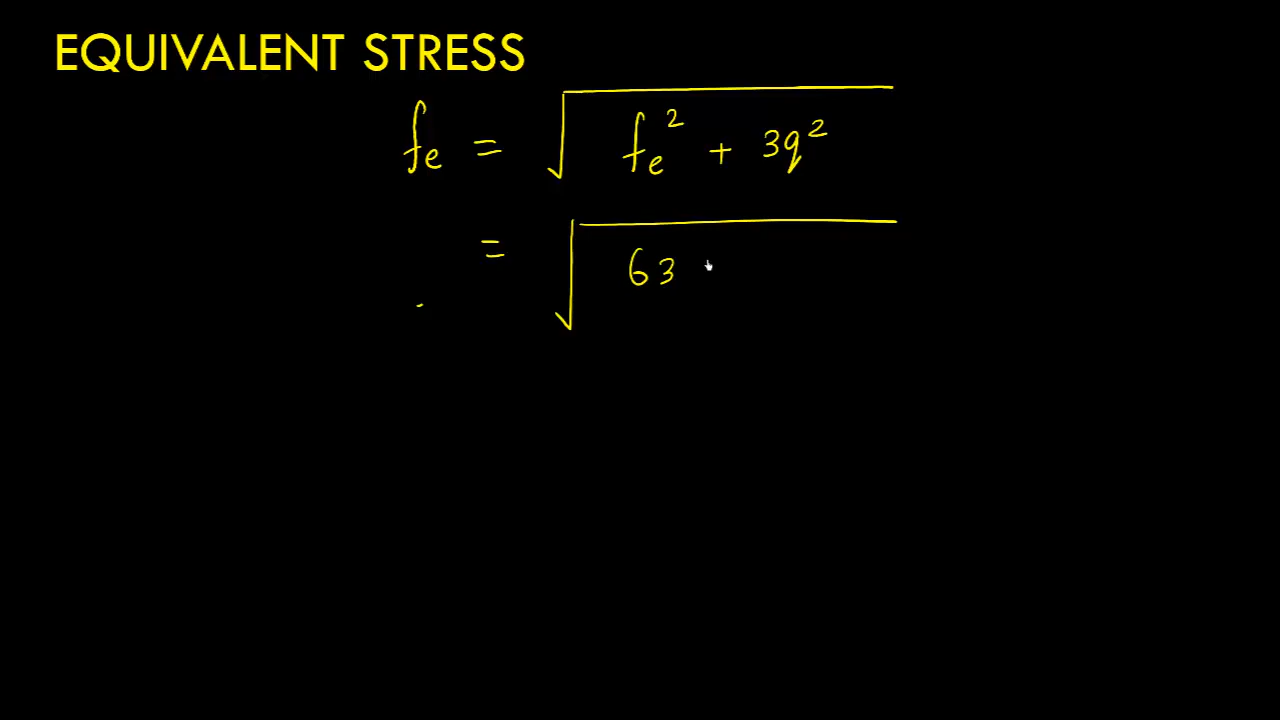 EQUIVALENT STRESS
fe = √ fe² + 3q²
= √ 63